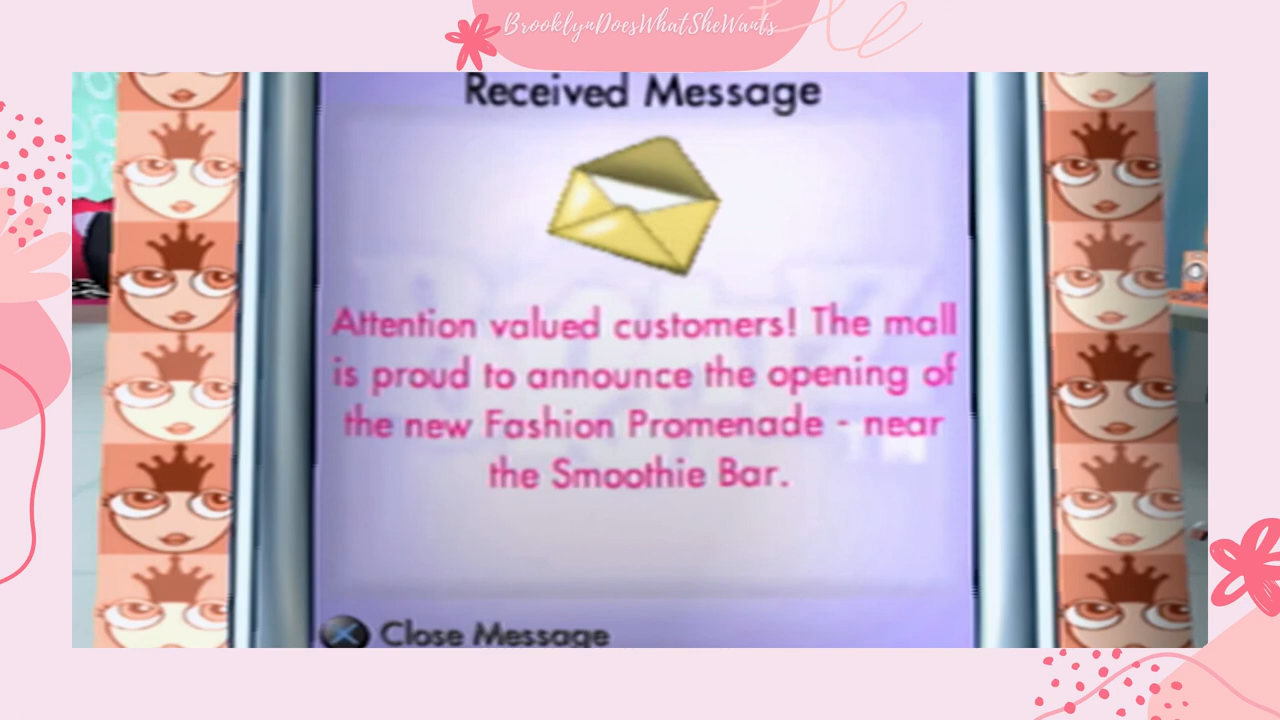 BrooklynDoesWhatSheWants
Received Message
Attention valued customers! The mall
is proud to announce the opening of
the new Fashion Promenade - near
the Smoothie Bar.
Close Message